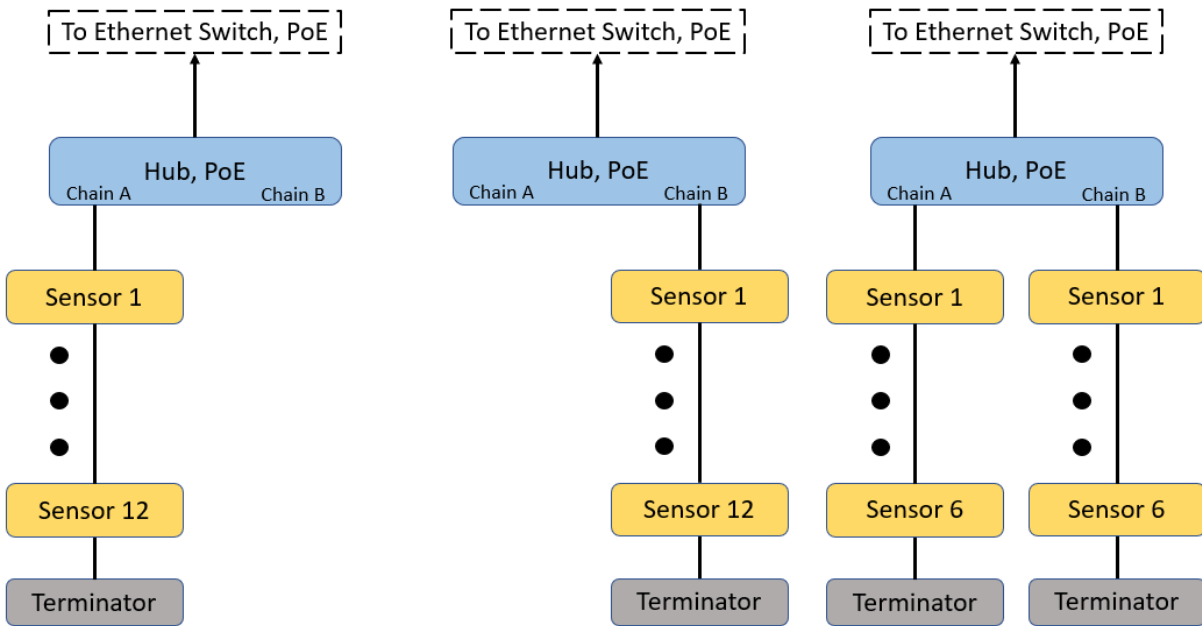 To Ethernet Switch, PoE
To Ethernet Switch, PoE
To Ethernet Switch, PoE
Hub, PoE
Chain A
Chain B
Hub, PoE
Chain A
Chain B
Hub, PoE
Chain A
Chain B
Sensor 1
Sensor 1
Sensor 1
Sensor 1
Sensor 12
Sensor 12
Sensor 6
Sensor 6
Terminator
Terminator
Terminator
Terminator